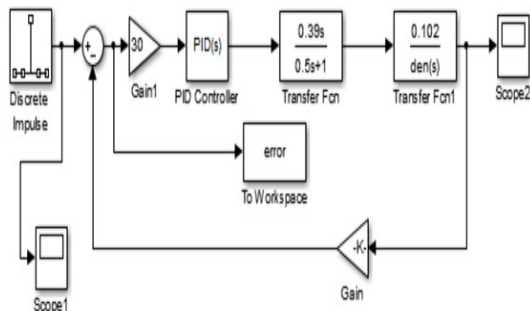 Discrete
Impulse
+
-
30
Gain1
PID(s)
PID Controller
0.39s
0.5s+1
Transfer Fcn
0.102
den(s)
Transfer Fcn1
Scope2
error
To Workspace
-K-
Gain
Scope1